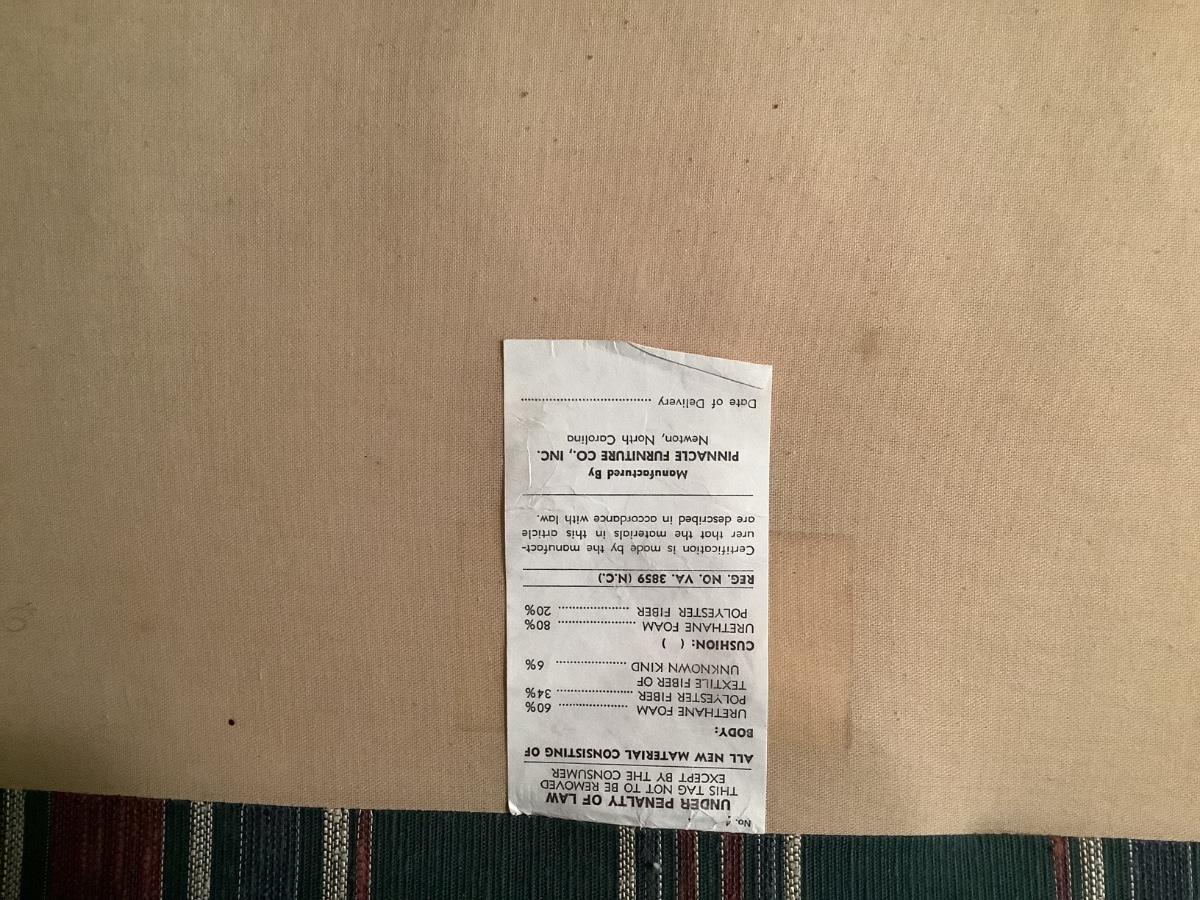 No.
UNDER PENALTY OF LAW
THIS TAG NOT TO BE REMOVED
EXCEPT BY THE CONSUMER
ALL NEW MATERIAL CONSISTING OF
BODY:
URETHANE FOAM .................. 60%
POLYESTER FIBER .................. 34%
TEXTILE FIBER OF
UNKNOWN KIND .................. 6%
CUSHION: ( )
URETHANE FOAM .................. 80%
POLYESTER FIBER .................. 20%
REG. NO. VA. 3859 (N.C.)
Certification is made by the manufact-
urer that the materials in this article
are described in accordance with law.
Manufactured By
PINNACLE FURNITURE CO., INC.
Newton, North Carolina
Date of Delivery ..................................